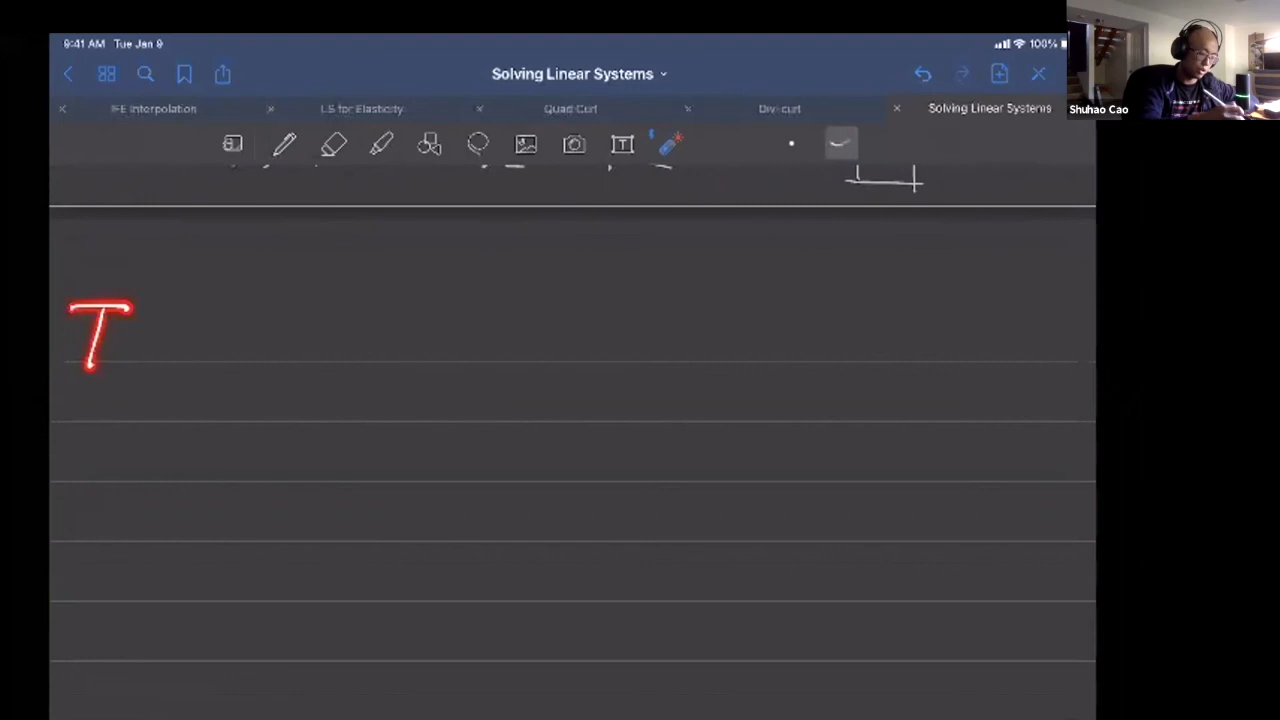 9:41 AM Tue Jan 9
100%
Solving Linear Systems
IFE Interpolation
LS for Elasticity
Quad Curl
Div-curl
Solving Linear Systems
T
Shuhao Cao
T